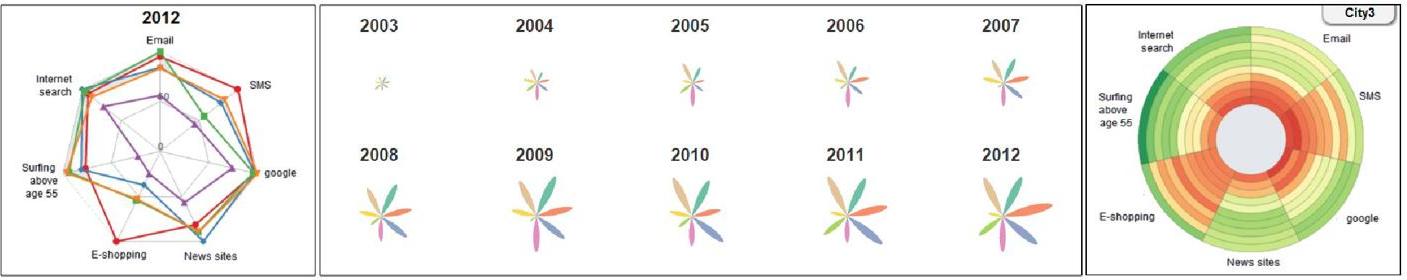 2012
Email
SMS
google
News sites
E-shopping
Surfing
above
age 55
Internet
search
50
0
2003 2004 2005 2006 2007
2008 2009 2010 2011 2012
City3
Internet
search
Email
SMS
google
News sites
E-shopping
Surfing
above
age 55